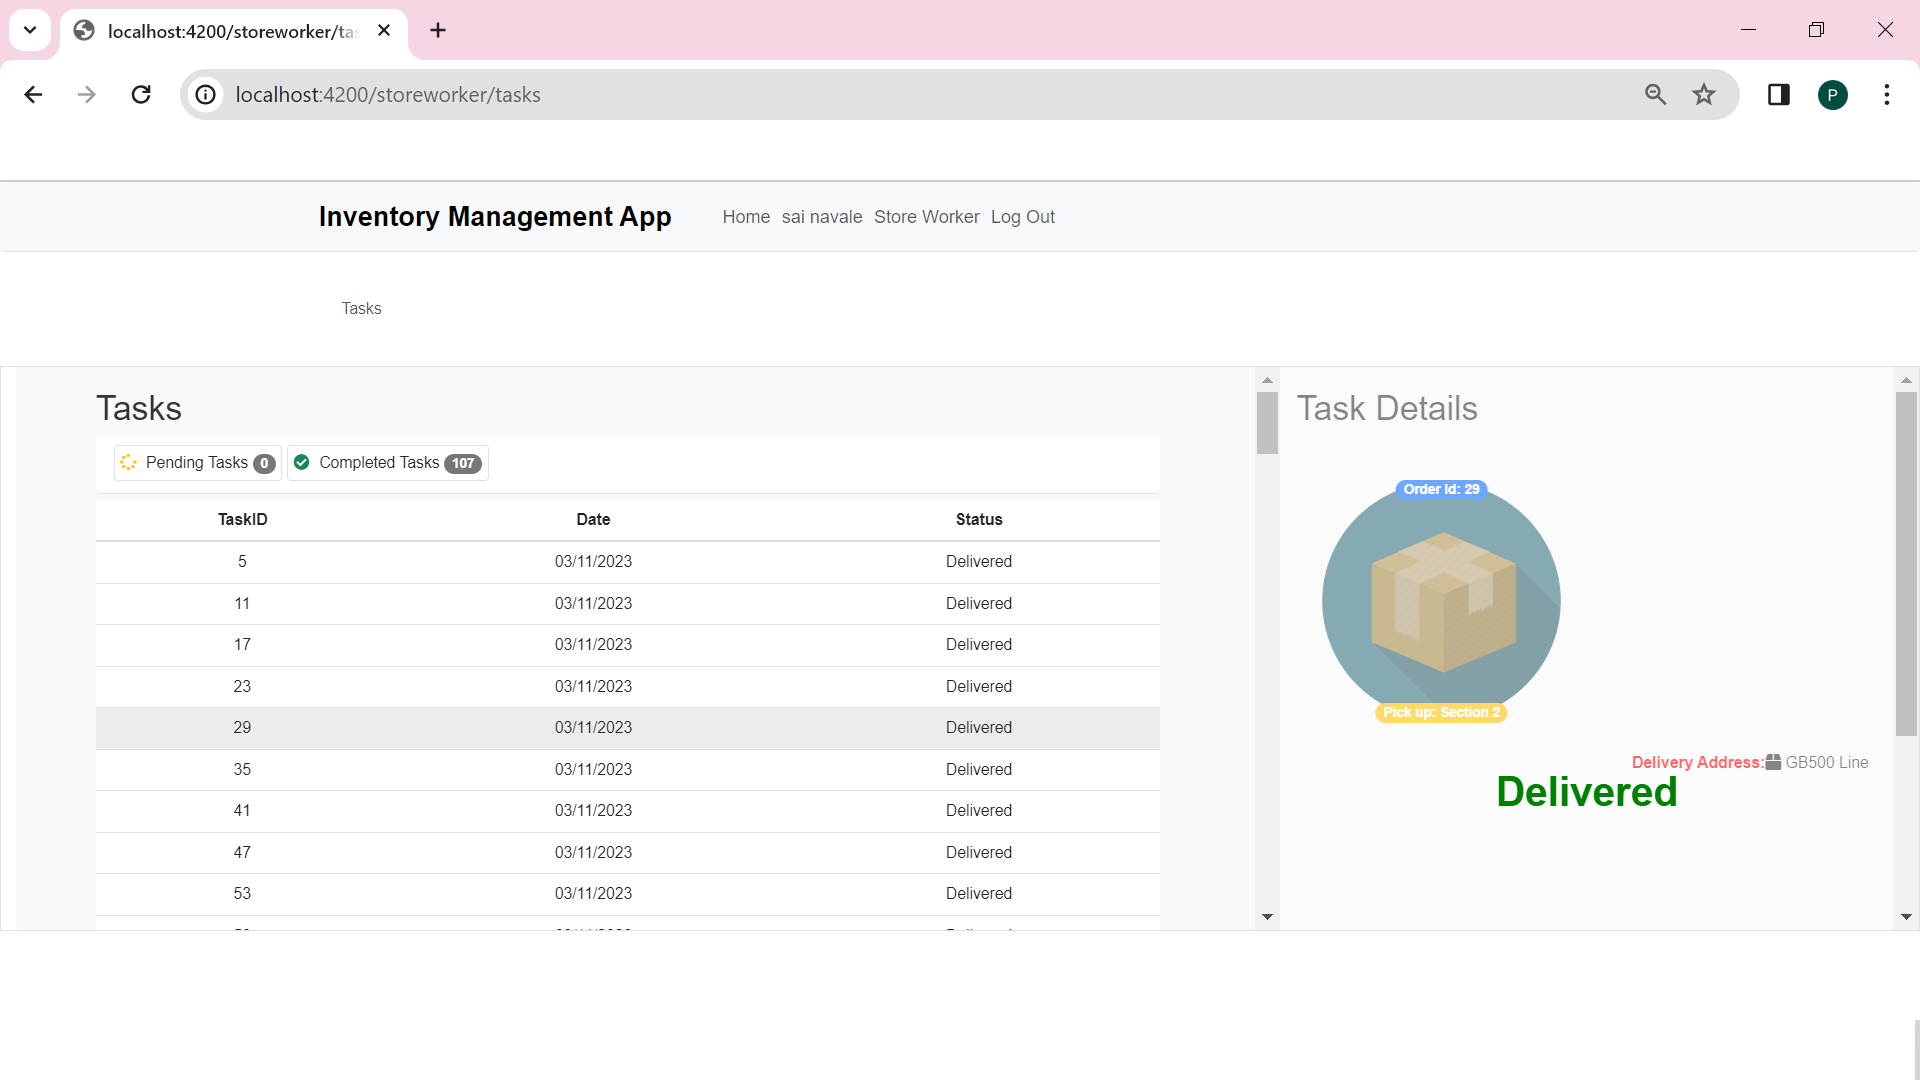 localhost:4200/storeworker/ta
localhost:4200/storeworker/tasks
P
Inventory Management App Home sai navale Store Worker Log Out
Tasks
Tasks
Pending Tasks 0 Completed Tasks 107
TaskID Date Status
5 03/11/2023 Delivered
11 03/11/2023 Delivered
17 03/11/2023 Delivered
23 03/11/2023 Delivered
29 03/11/2023 Delivered
35 03/11/2023 Delivered
41 03/11/2023 Delivered
47 03/11/2023 Delivered
53 03/11/2023 Delivered
Task Details
Order Id: 29
Pick up: Section 2
Delivery Address: GB500 Line
Delivered